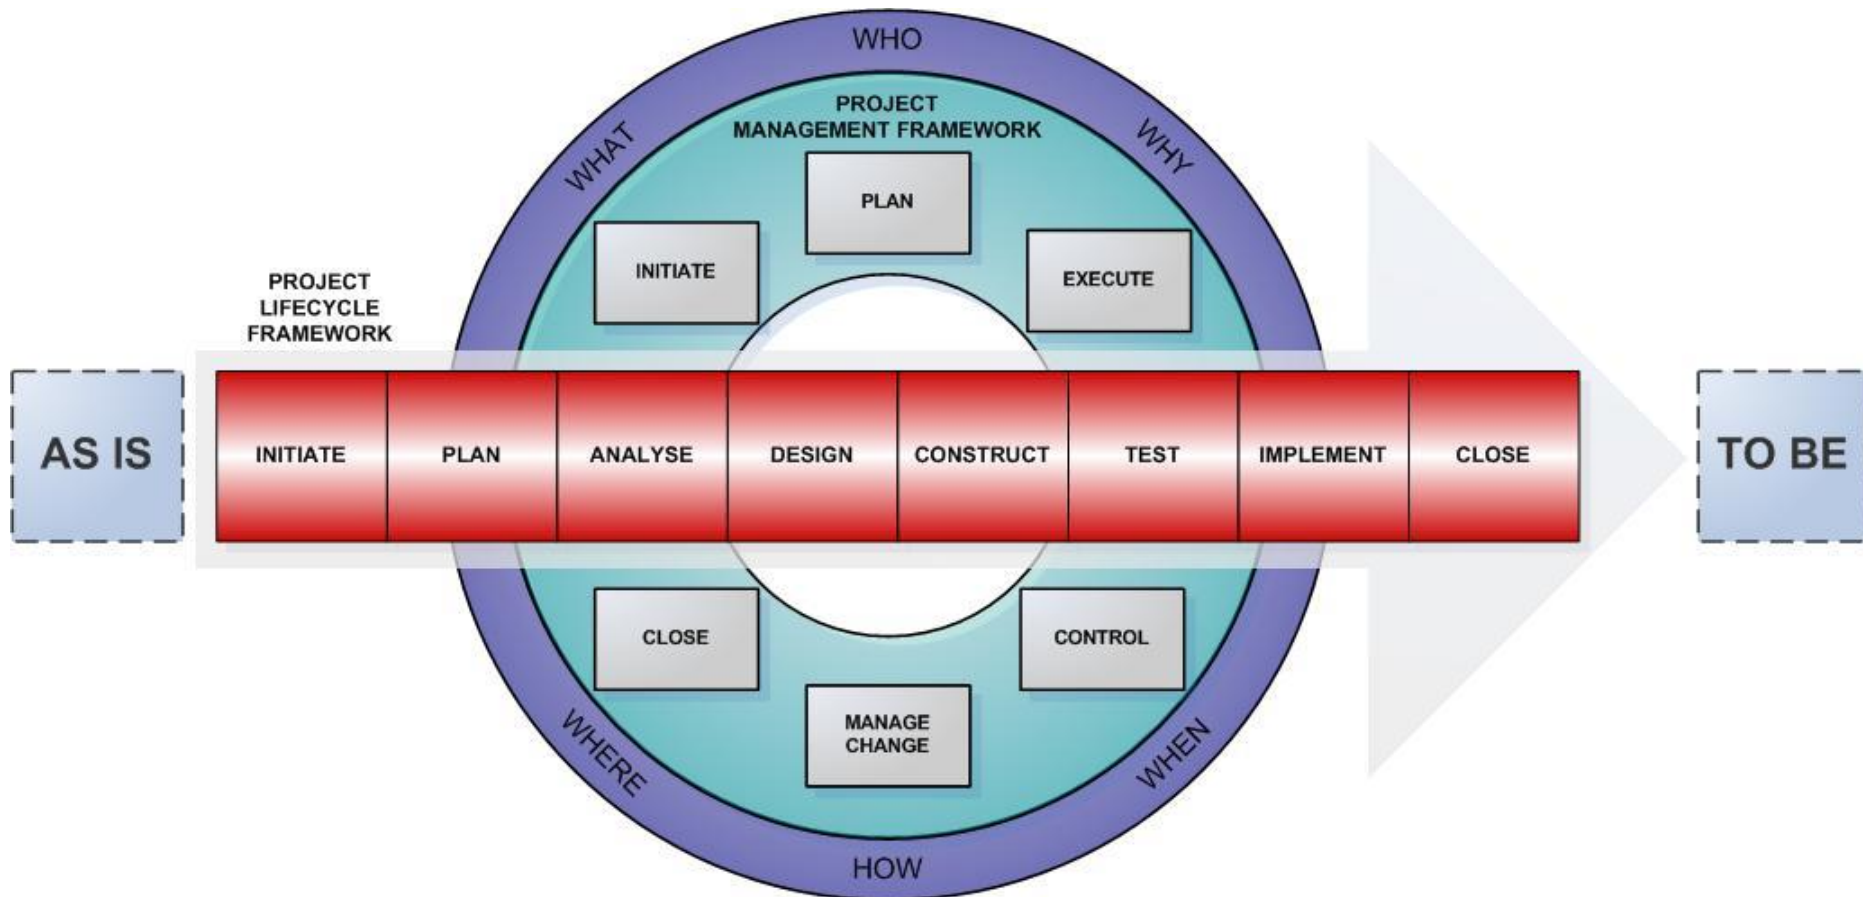 WHO
WHAT
WHY
PROJECT
MANAGEMENT FRAMEWORK
PLAN
INITIATE
EXECUTE
PROJECT
LIFECYCLE
FRAMEWORK
AS IS
INITIATE
PLAN
ANALYSE
DESIGN
CONSTRUCT
TEST
IMPLEMENT
CLOSE
TO BE
CLOSE
CONTROL
MANAGE
CHANGE
WHERE
WHEN
HOW